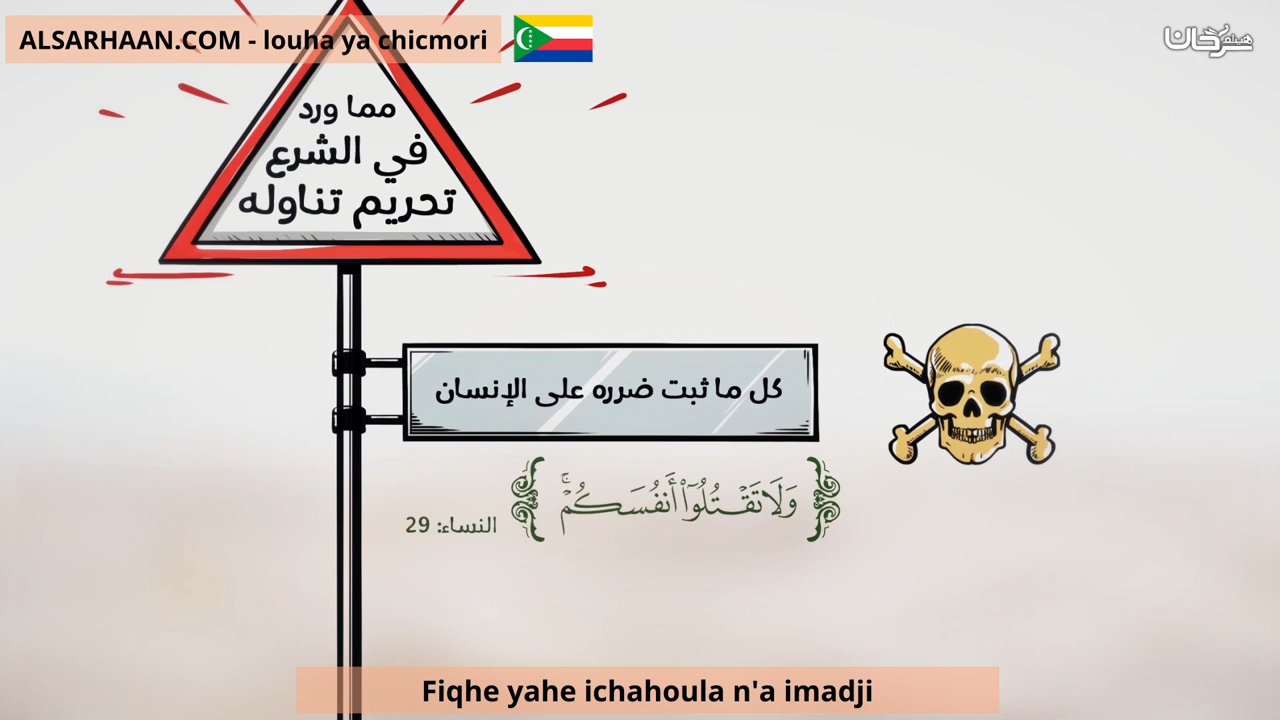 ALSARHAAN.COM - louha ya chicmori
مما ورد
في الشرع
تحريم تناوله
كل ما ثبت ضرره على الإنسان
وَلَا تَقْتُلُوٓا۟ أَنفُسَكُمْ ۚ
النساء: 29
Fiqhe yahe ichahoula n'a imadji